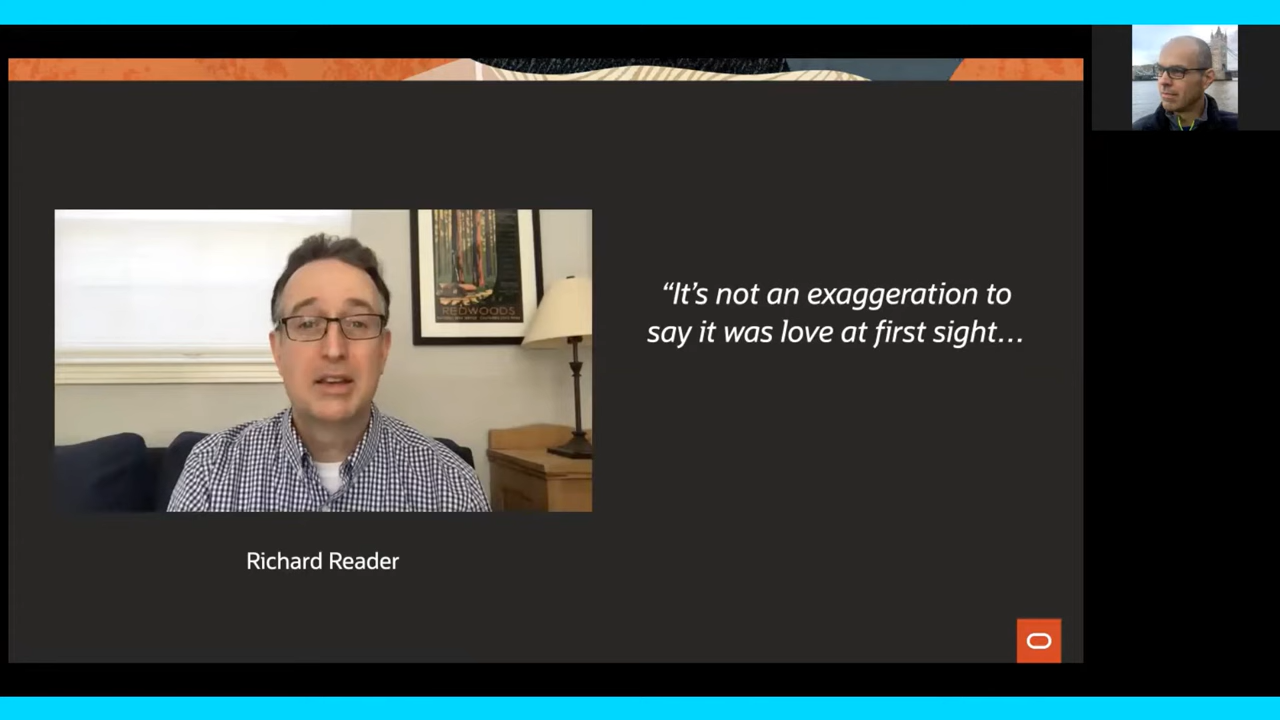 REDWOODS
“It’s not an exaggeration to
say it was love at first sight…
Richard Reader